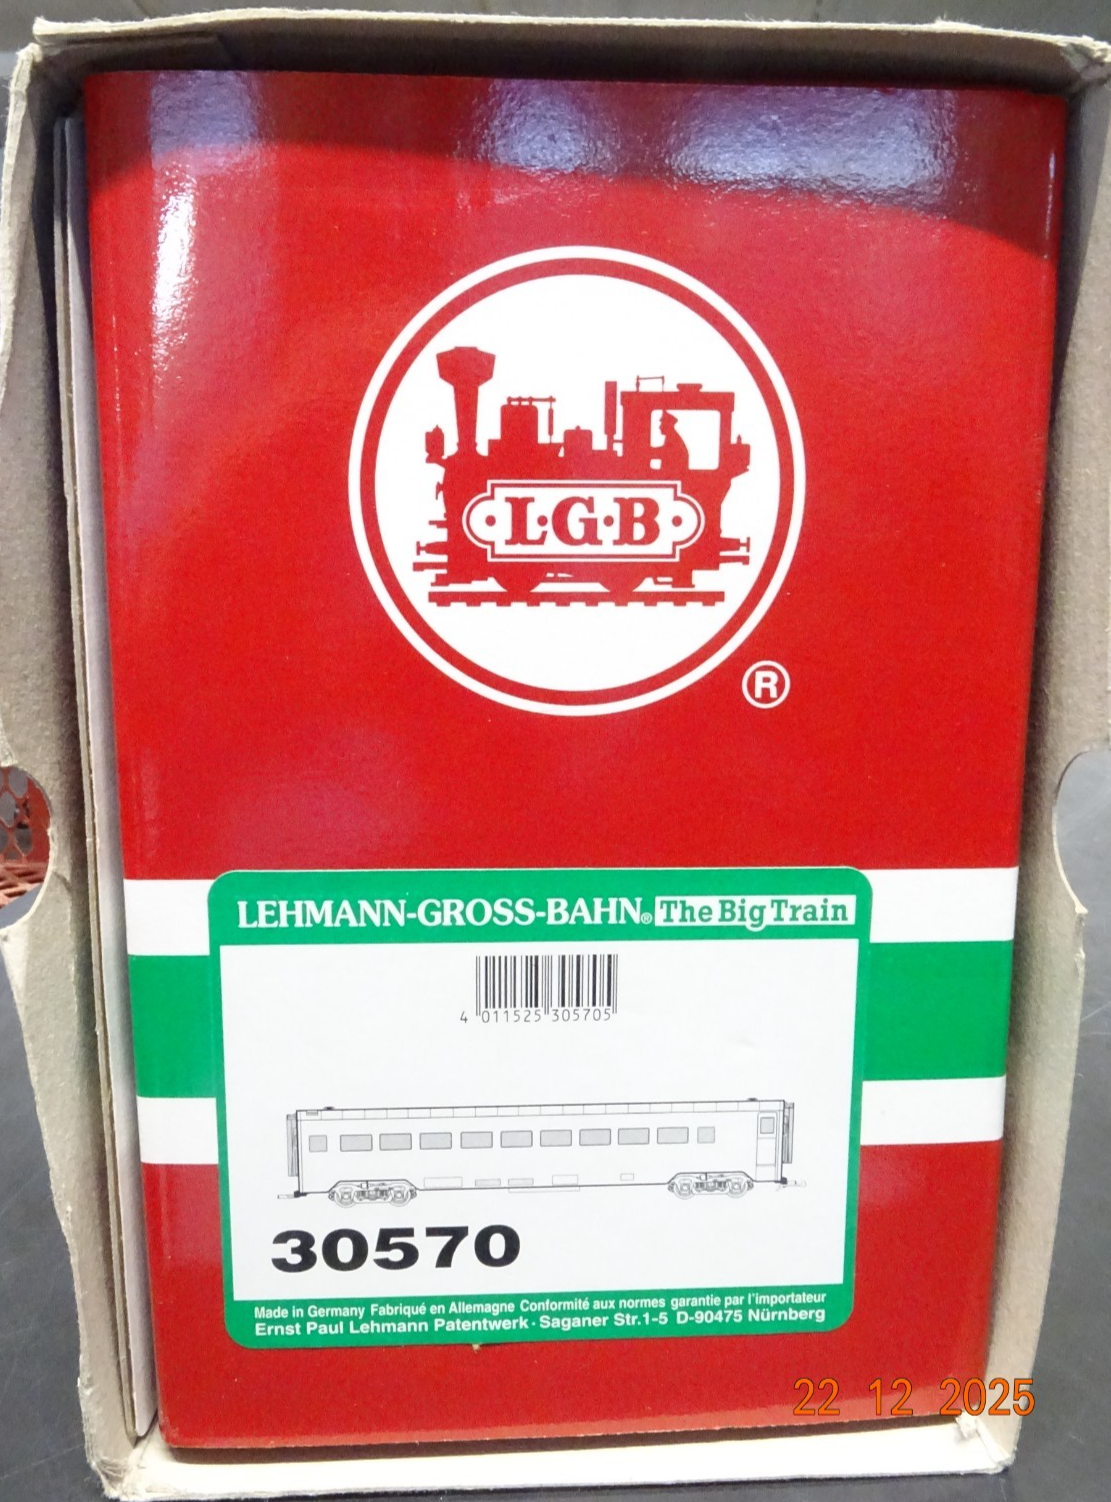 L·G·B
®
LEHMANN-GROSS-BAHN® The Big Train
4 011525 305705
30570
Made in Germany Fabriqué en Allemagne Conformité aux normes garantie par l'importateur
Ernst Paul Lehmann Patentwerk · Saganer Str.1-5 D-90475 Nürnberg
22 12 2025